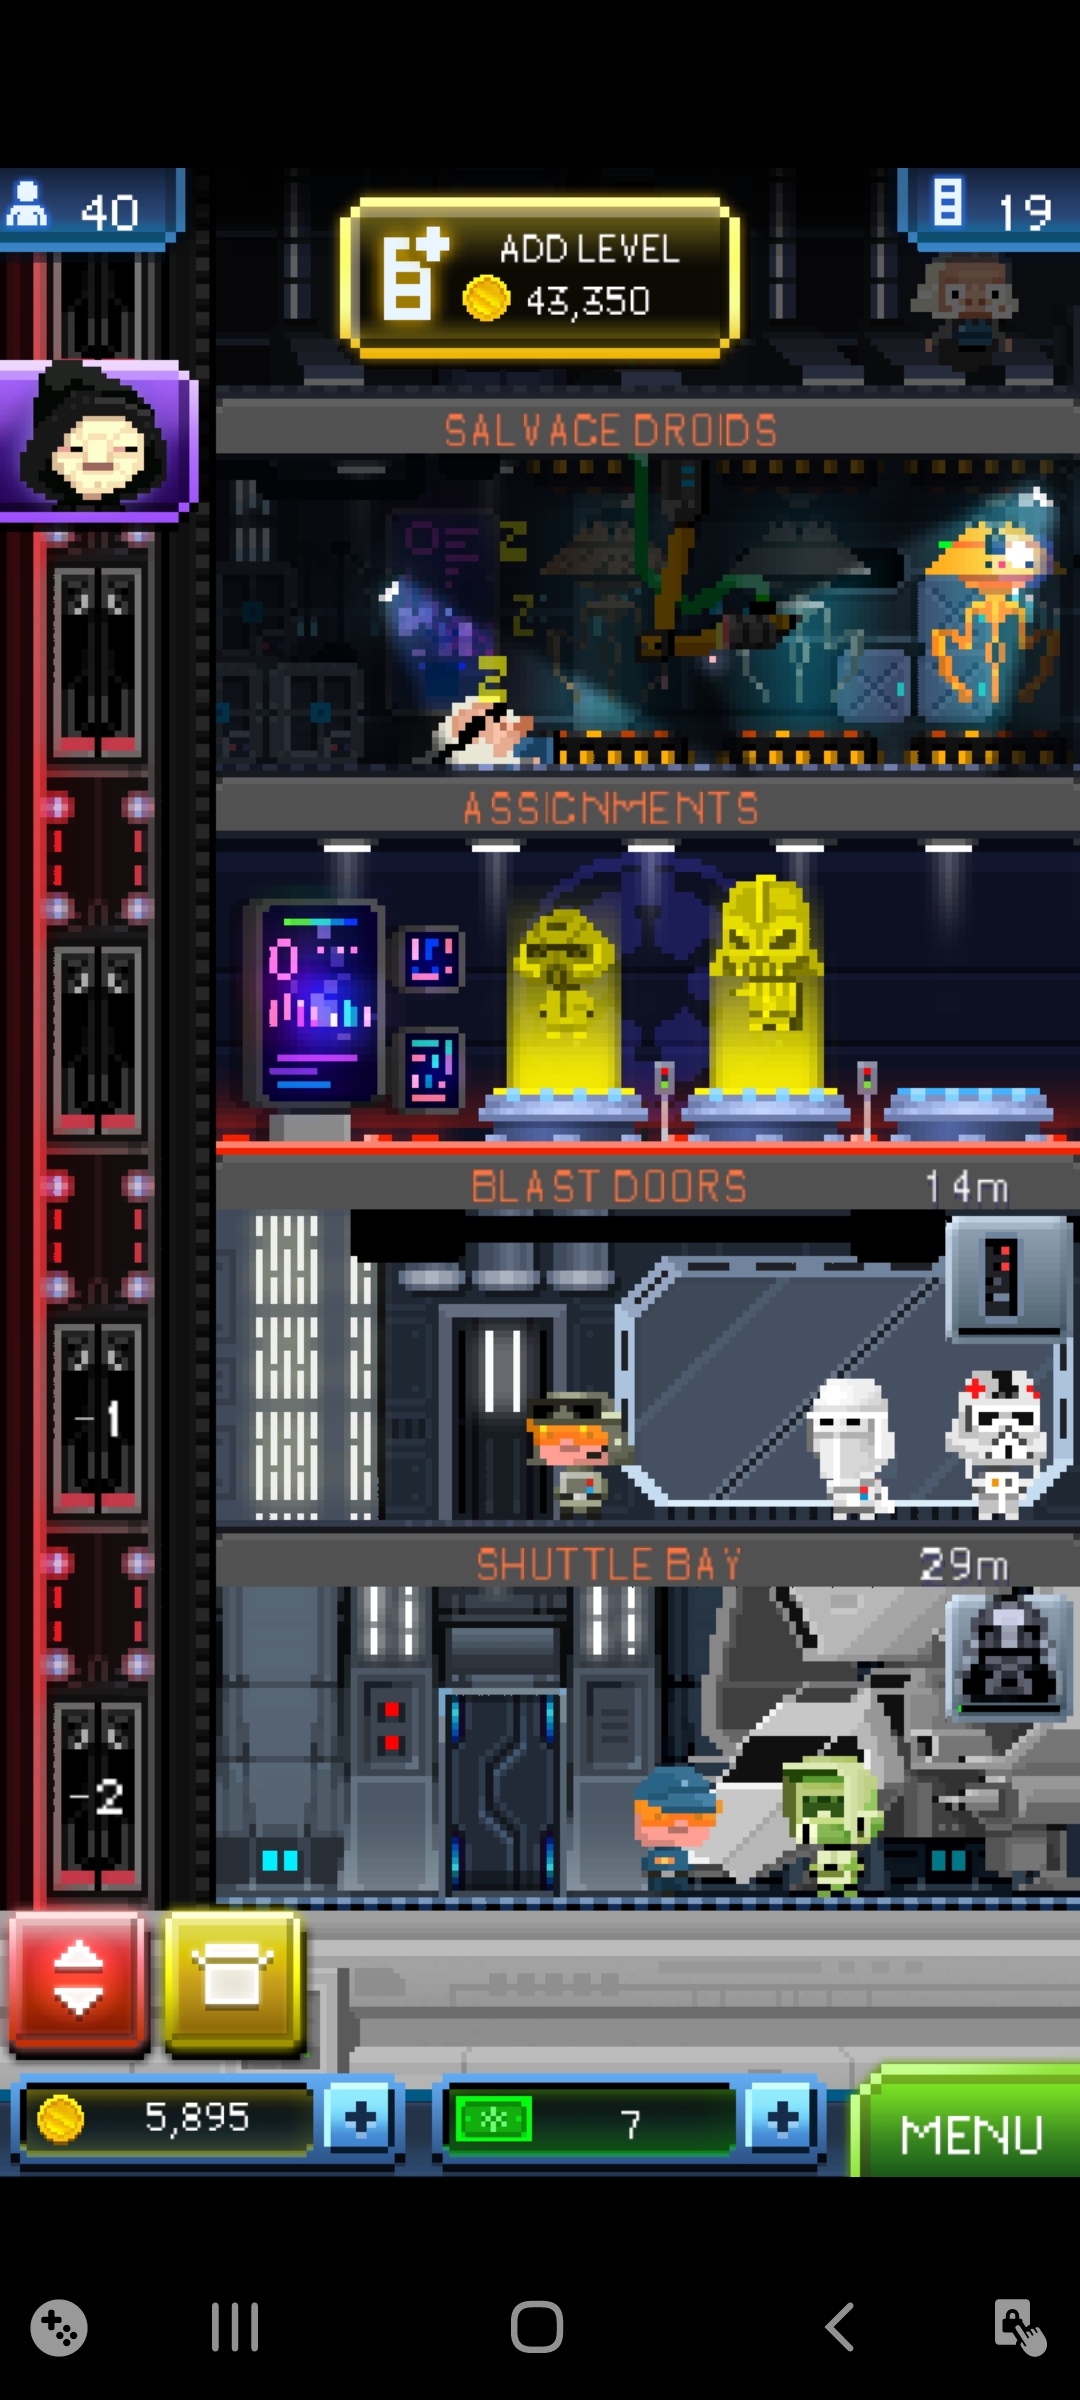 40
19
ADD LEVEL
43,350
SALVAGE DROIDS
Z
Z
Z
ASSIGNMENTS
BLAST DOORS 14m
-1
SHUTTLE BAY 29m
-2
5,895
7
MENU